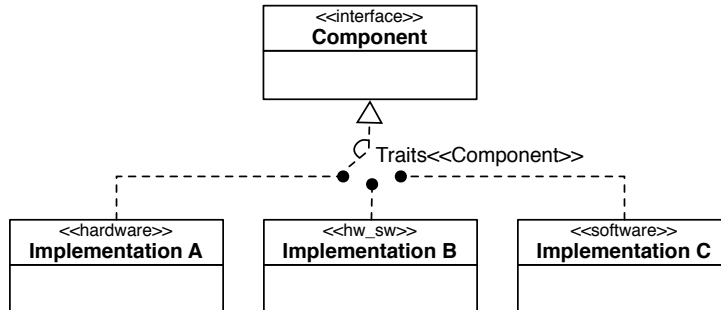 <<interface>>
Component
Traits<<Component>>
<<hardware>>
Implementation A
<<hw_sw>>
Implementation B
<<software>>
Implementation C